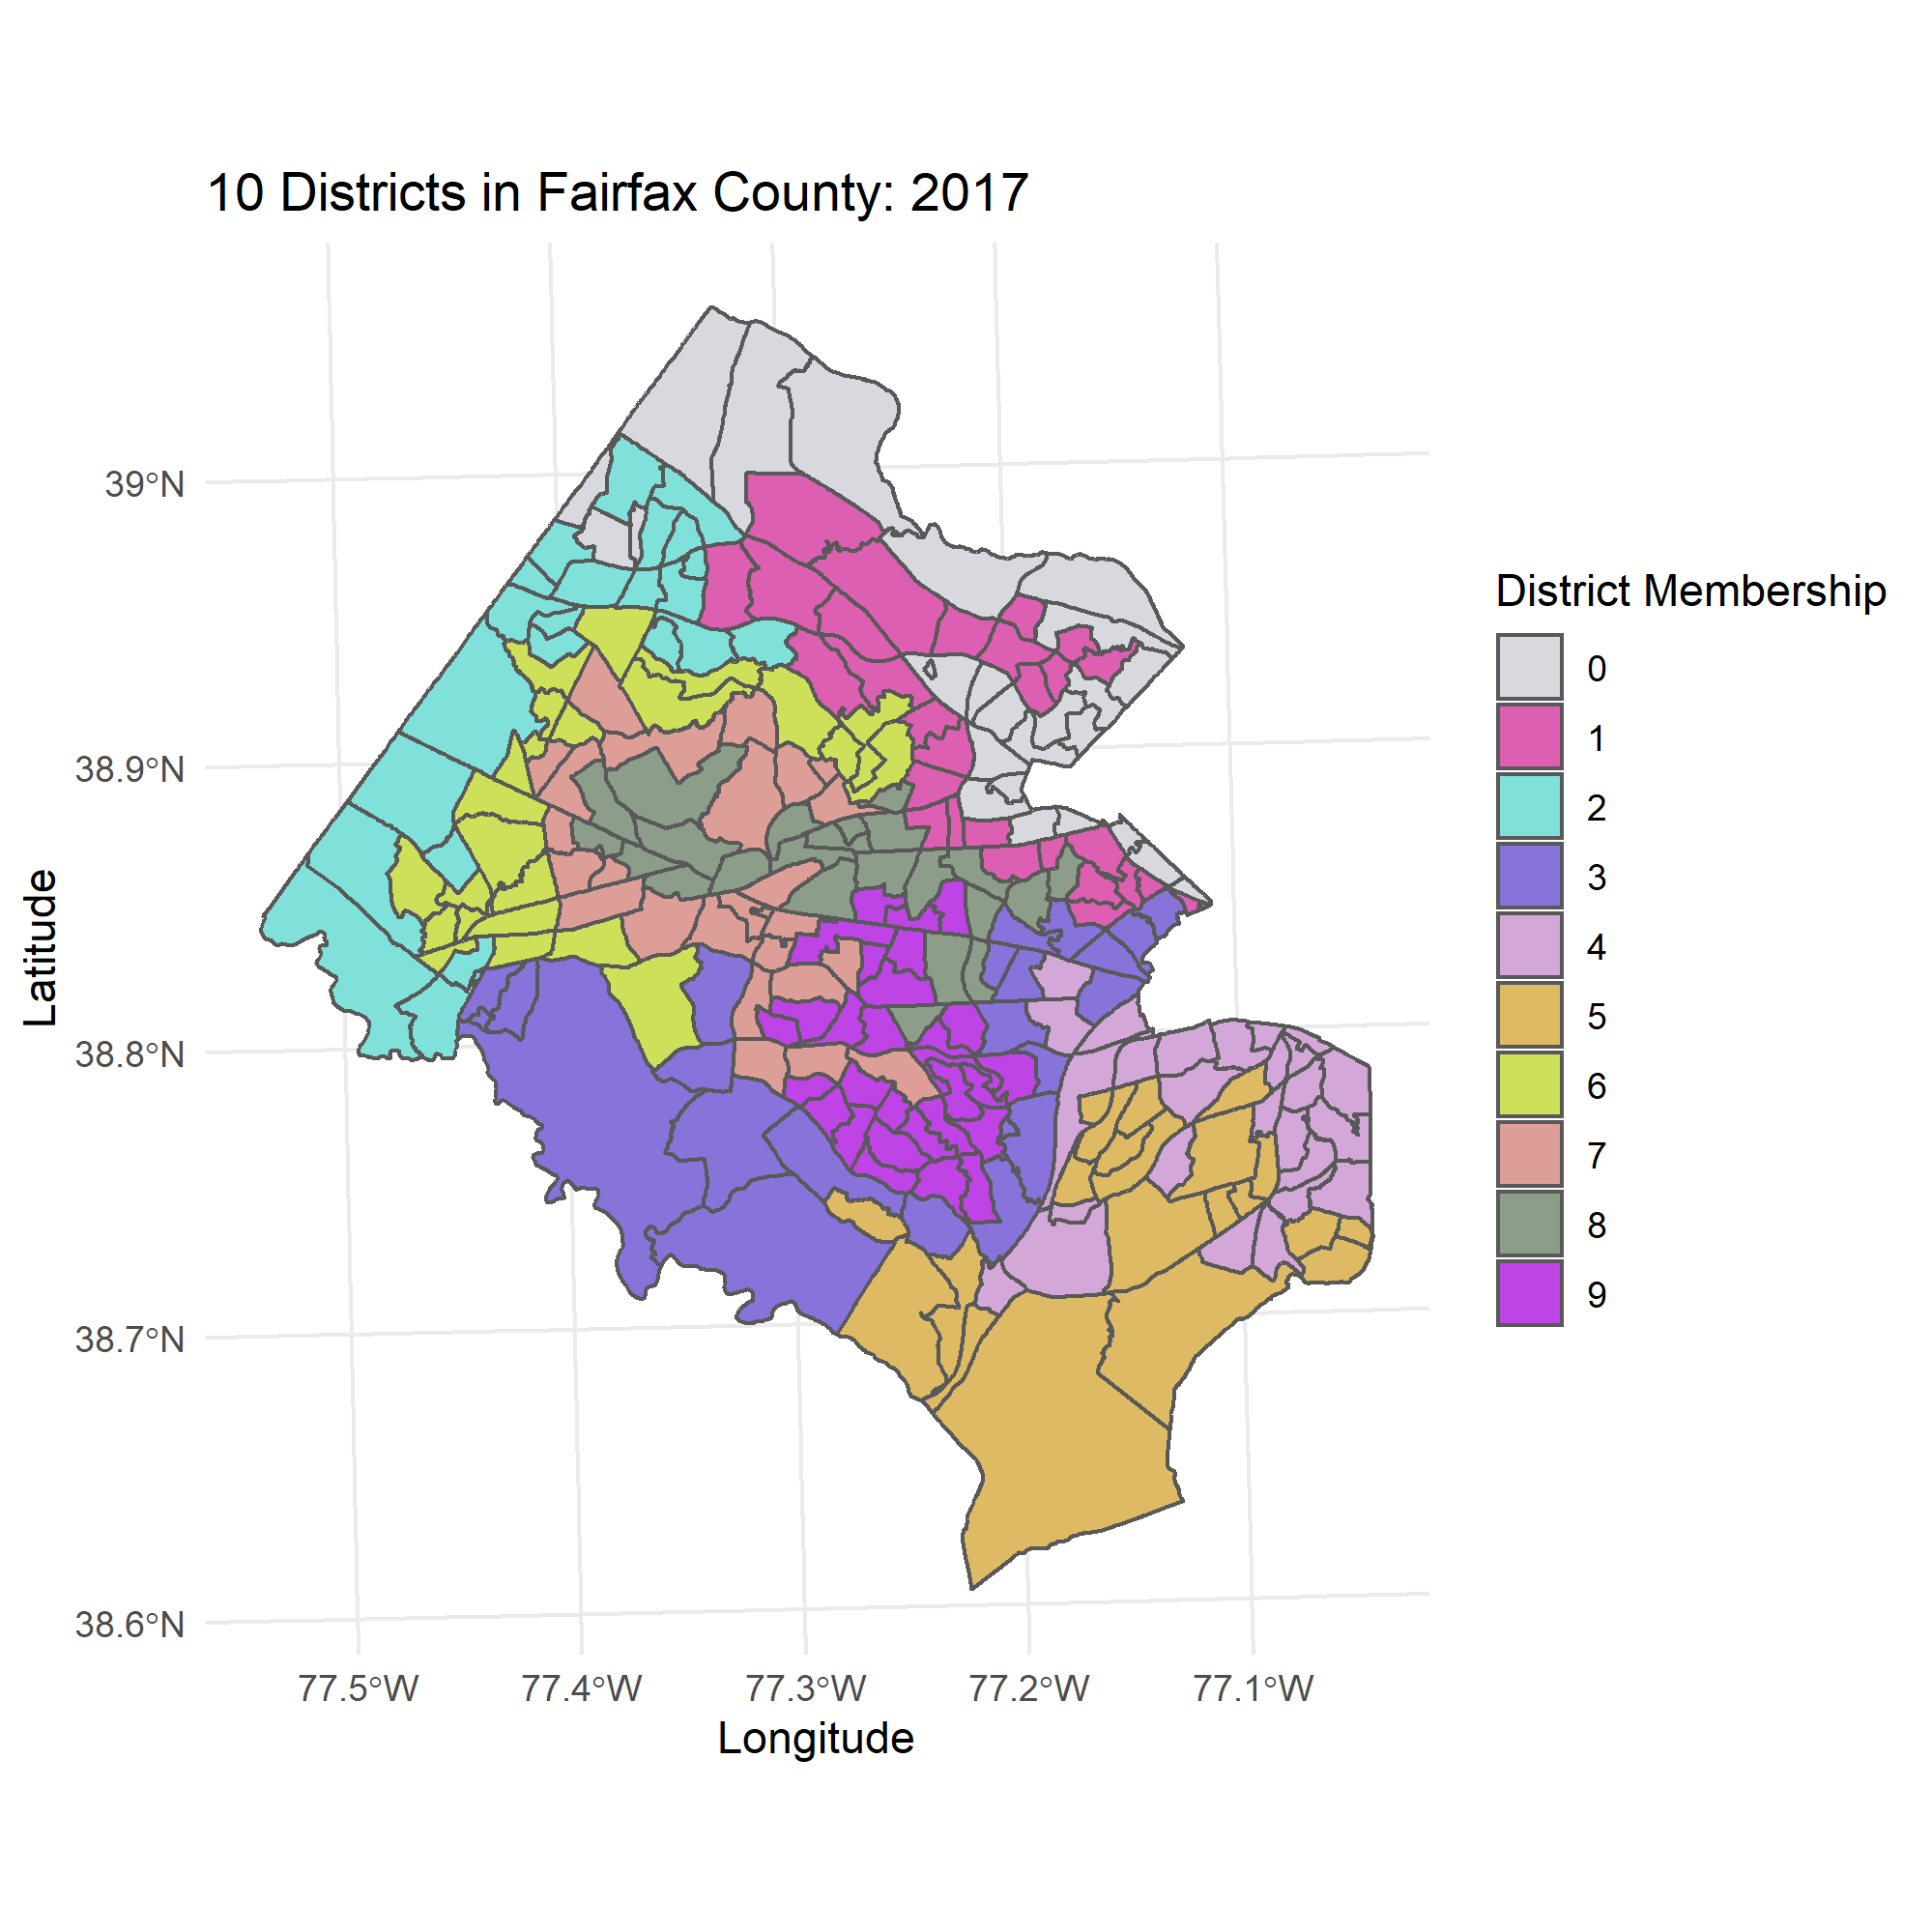 10 Districts in Fairfax County: 2017
39°N
38.9°N
38.8°N
38.7°N
38.6°N
77.5°W
77.4°W
77.3°W
77.2°W
77.1°W
Longitude
Latitude
District Membership
0
1
2
3
4
5
6
7
8
9